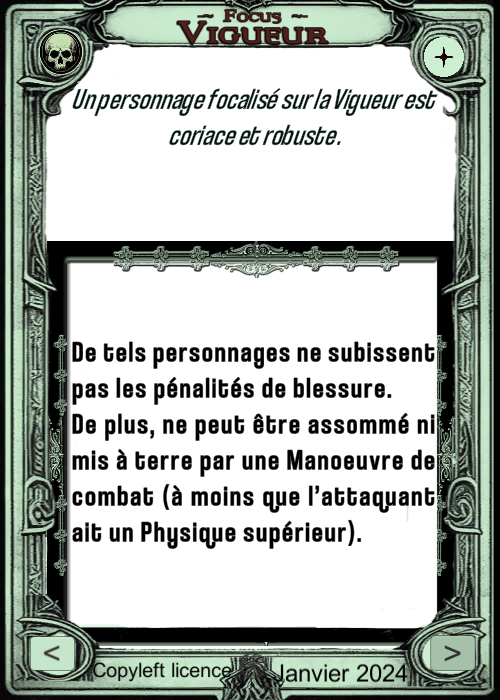 ~ Focus ~
Vigueur
Un personnage focalisé sur la Vigueur est
coriace et robuste.
De tels personnages ne subissent
pas les pénalités de blessure.
De plus, ne peut être assommé ni
mis à terre par une Manoeuvre de
combat (à moins que l'attaquant
ait un Physique supérieur).
< >
Copyleft licence Janvier 2024